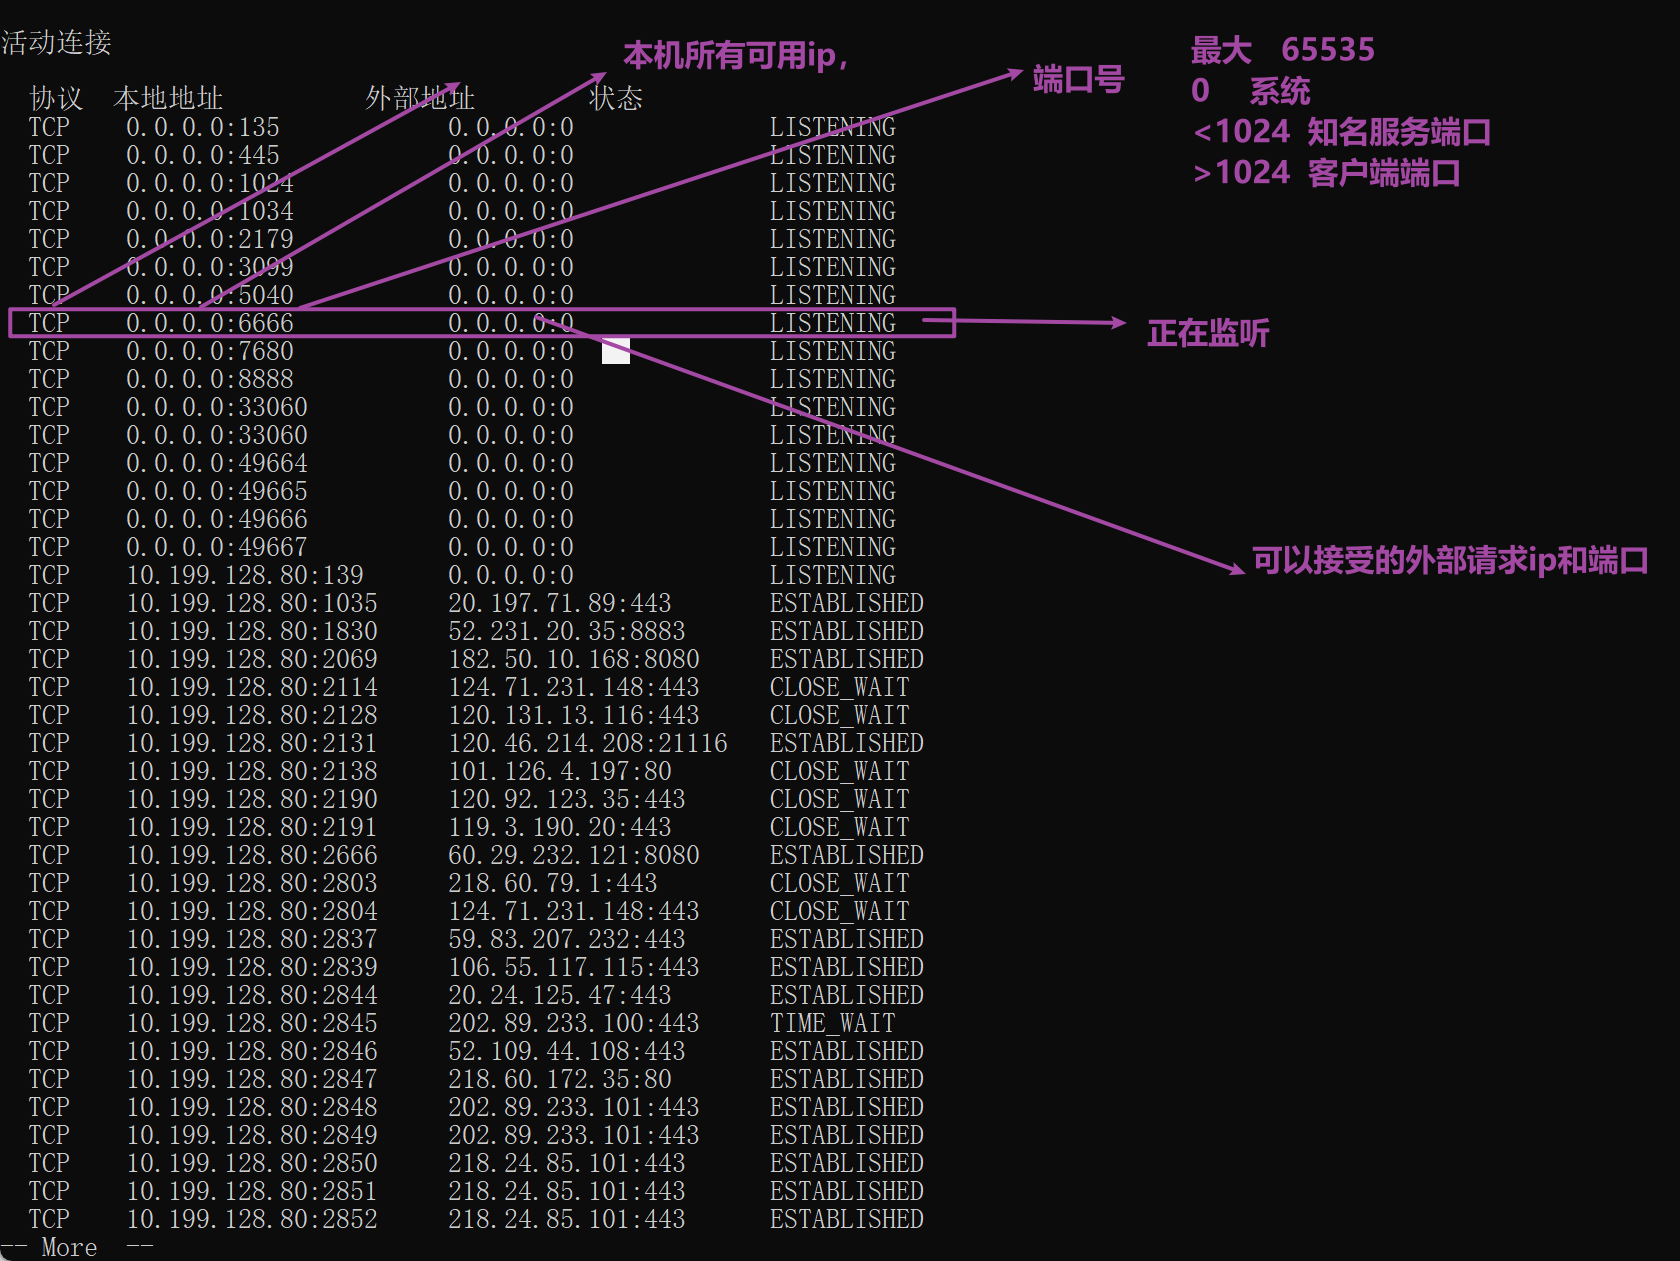 活动连接
本机所有可用ip，
端口号
最大 65535
0 系统
<1024 知名服务端口
>1024 客户端端口
协议 本地地址 外部地址 状态
TCP 0.0.0.0:135 0.0.0.0:0 LISTENING
TCP 0.0.0.0:445 0.0.0.0:0 LISTENING
TCP 0.0.0.0:1024 0.0.0.0:0 LISTENING
TCP 0.0.0.0:1034 0.0.0.0:0 LISTENING
TCP 0.0.0.0:2179 0.0.0.0:0 LISTENING
TCP 0.0.0.0:3099 0.0.0.0:0 LISTENING
TCP 0.0.0.0:5040 0.0.0.0:0 LISTENING
TCP 0.0.0.0:6666 0.0.0.0:0 LISTENING
正在监听
TCP 0.0.0.0:7680 0.0.0.0:0 LISTENING
TCP 0.0.0.0:8888 0.0.0.0:0 LISTENING
TCP 0.0.0.0:33060 0.0.0.0:0 LISTENING
TCP 0.0.0.0:33060 0.0.0.0:0 LISTENING
TCP 0.0.0.0:49664 0.0.0.0:0 LISTENING
TCP 0.0.0.0:49665 0.0.0.0:0 LISTENING
TCP 0.0.0.0:49666 0.0.0.0:0 LISTENING
TCP 0.0.0.0:49667 0.0.0.0:0 LISTENING
可以接受的外部请求ip和端口
TCP 10.199.128.80:139 0.0.0.0:0 LISTENING
TCP 10.199.128.80:1035 20.197.71.89:443 ESTABLISHED
TCP 10.199.128.80:1830 52.231.20.35:8883 ESTABLISHED
TCP 10.199.128.80:2069 182.50.10.168:8080 ESTABLISHED
TCP 10.199.128.80:2114 124.71.231.148:443 CLOSE_WAIT
TCP 10.199.128.80:2128 120.131.13.116:443 CLOSE_WAIT
TCP 10.199.128.80:2131 120.46.214.208:21116 ESTABLISHED
TCP 10.199.128.80:2138 101.126.4.197:80 CLOSE_WAIT
TCP 10.199.128.80:2190 120.92.123.35:443 CLOSE_WAIT
TCP 10.199.128.80:2191 119.3.190.20:443 CLOSE_WAIT
TCP 10.199.128.80:2666 60.29.232.121:8080 ESTABLISHED
TCP 10.199.128.80:2803 218.60.79.1:443 CLOSE_WAIT
TCP 10.199.128.80:2804 124.71.231.148:443 CLOSE_WAIT
TCP 10.199.128.80:2837 59.83.207.232:443 ESTABLISHED
TCP 10.199.128.80:2839 106.55.117.115:443 ESTABLISHED
TCP 10.199.128.80:2844 20.24.125.47:443 ESTABLISHED
TCP 10.199.128.80:2845 202.89.233.100:443 TIME_WAIT
TCP 10.199.128.80:2846 52.109.44.108:443 ESTABLISHED
TCP 10.199.128.80:2847 218.60.172.35:80 ESTABLISHED
TCP 10.199.128.80:2848 202.89.233.101:443 ESTABLISHED
TCP 10.199.128.80:2849 202.89.233.101:443 ESTABLISHED
TCP 10.199.128.80:2850 218.24.85.101:443 ESTABLISHED
TCP 10.199.128.80:2851 218.24.85.101:443 ESTABLISHED
TCP 10.199.128.80:2852 218.24.85.101:443 ESTABLISHED
-- More --